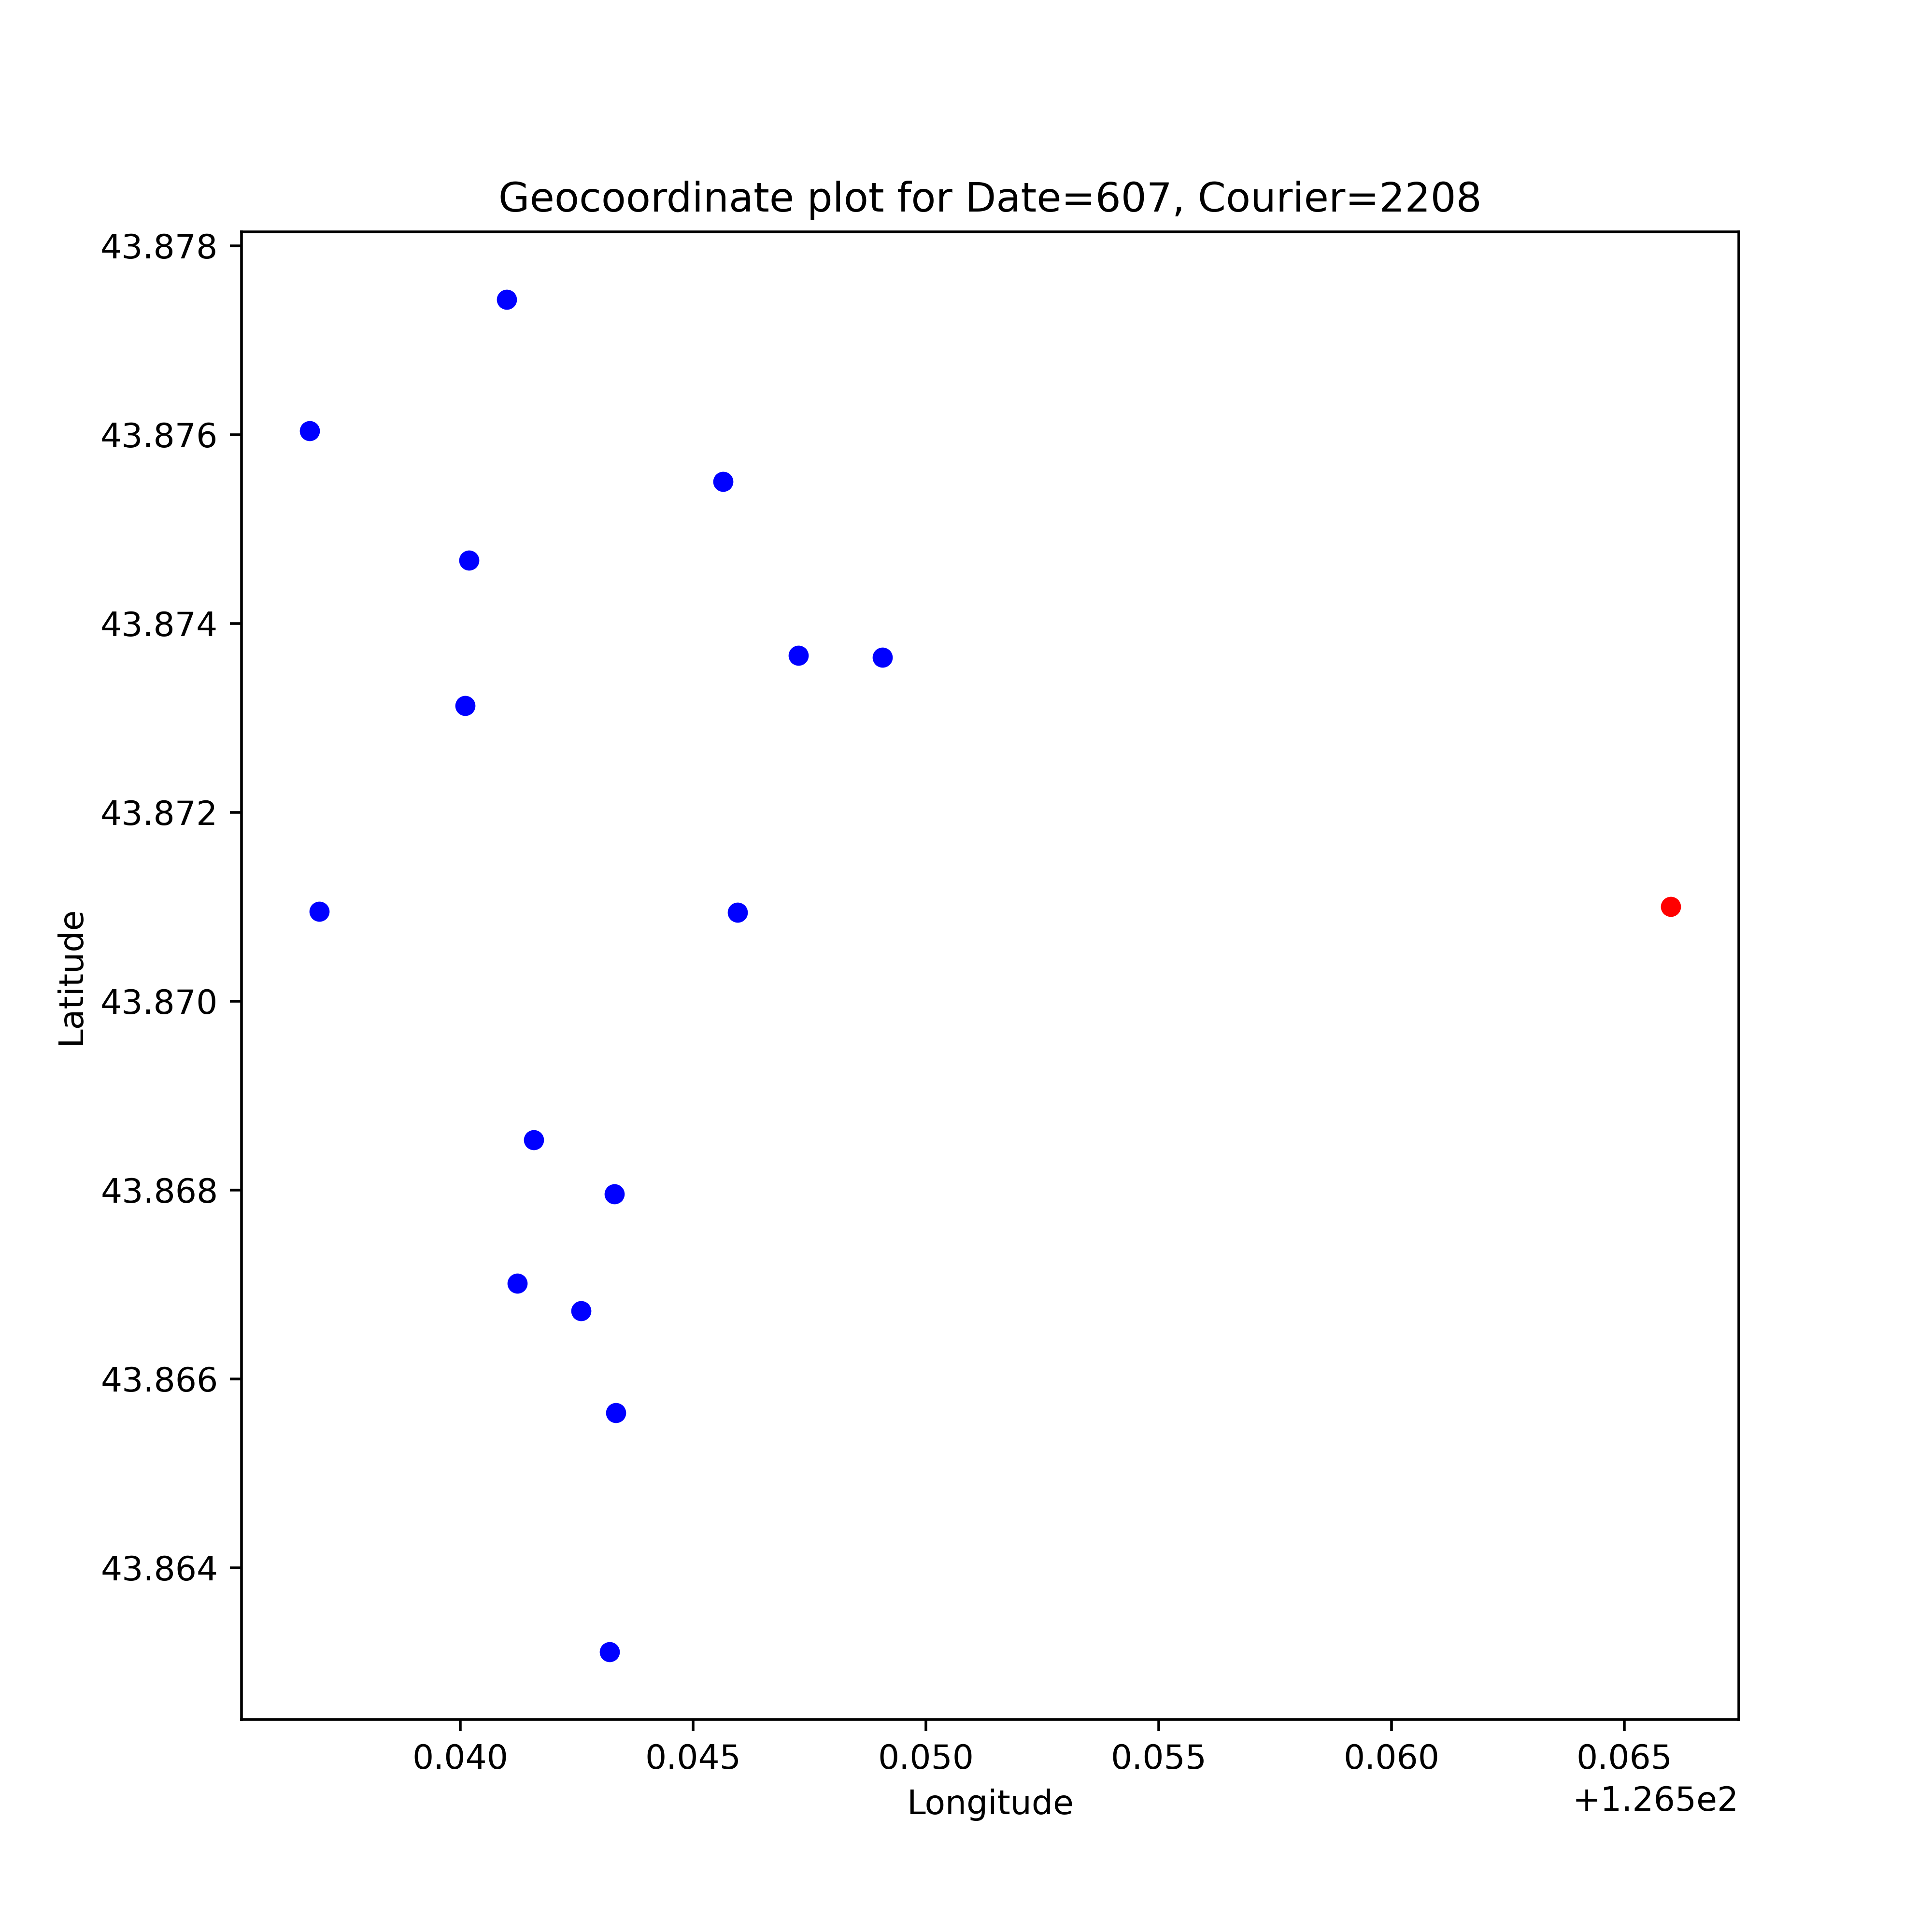 Geocoordinate plot for Date=607, Courier=2208
43.878
43.876
43.874
43.872
43.870
43.868
43.866
43.864
Latitude
0.040 0.045 0.050 0.055 0.060 0.065
Longitude
+1.265e2